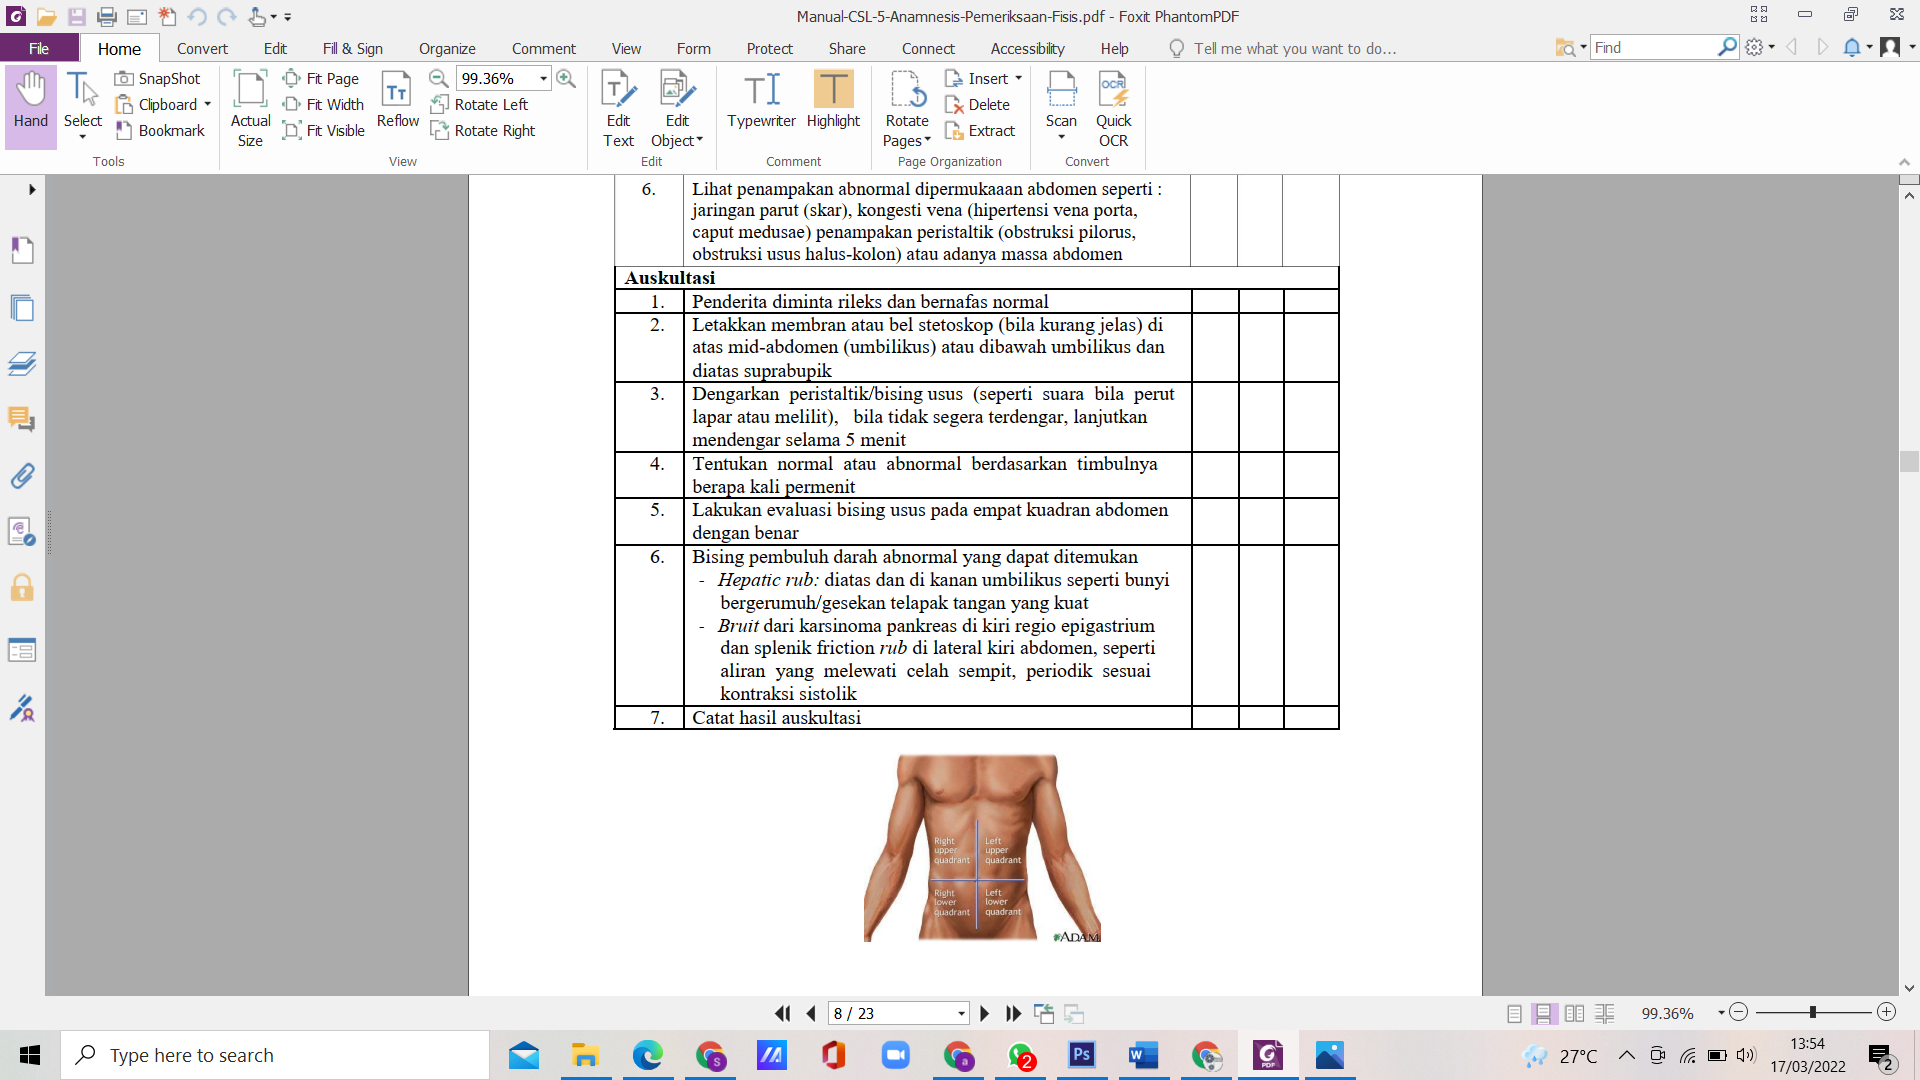 Manual-CSL-5-Anamnesis-Pemeriksaan-Fisis.pdf - Foxit PhantomPDF
File Home Convert Edit Fill & Sign Organize Comment View Form Protect Share Connect Accessibility Help Tell me what you want to do... Find
Hand
Select
SnapShot
Clipboard
Bookmark
Tools
Actual
Size
Fit Page
Fit Width
Fit Visible
Reflow
99.36%
Rotate Left
Rotate Right
View
Edit
Text
Edit
Object
Edit
Typewriter
Highlight
Comment
Rotate
Pages
Insert
Delete
Extract
Page Organization
Scan
Quick
OCR
Convert
6. Lihat penampakan abnormal dipermukaaan abdomen seperti :
jaringan parut (skar), kongesti vena (hipertensi vena porta,
caput medusae) penampakan peristaltik (obstruksi pilorus,
obstruksi usus halus-kolon) atau adanya massa abdomen
Auskultasi
1. Penderita diminta rileks dan bernafas normal
2. Letakkan membran atau bel stetoskop (bila kurang jelas) di
atas mid-abdomen (umbilikus) atau dibawah umbilikus dan
diatas suprabupik
3. Dengarkan peristaltik/bising usus (seperti suara bila perut
lapar atau melilit), bila tidak segera terdengar, lanjutkan
mendengar selama 5 menit
4. Tentukan normal atau abnormal berdasarkan timbulnya
berapa kali permenit
5. Lakukan evaluasi bising usus pada empat kuadran abdomen
dengan benar
6. Bising pembuluh darah abnormal yang dapat ditemukan
- Hepatic rub: diatas dan di kanan umbilikus seperti bunyi
bergerumuh/gesekan telapak tangan yang kuat
- Bruit dari karsinoma pankreas di kiri regio epigastrium
dan splenik friction rub di lateral kiri abdomen, seperti
aliran yang melewati celah sempit, periodik sesuai
kontraksi sistolik
7. Catat hasil auskultasi
Right
upper
quadrant
Left
upper
quadrant
Right
lower
quadrant
Left
lower
quadrant
ADAM
8 / 23
99.36%
Type here to search
27°C
13:54
17/03/2022
2